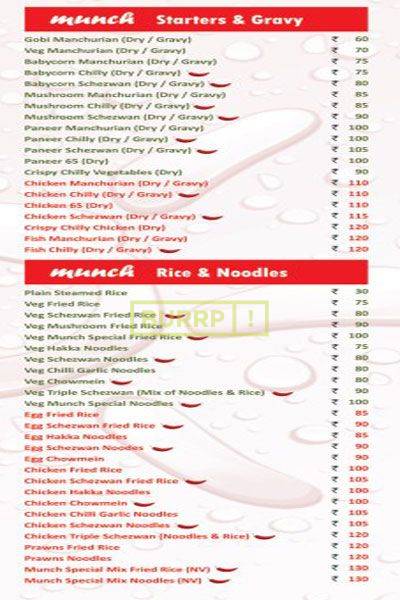 munch Starters & Gravy
Gobi Manchurian (Dry / Gravy) ₹ 60
Veg Manchurian (Dry / Gravy) ₹ 70
Babycorn Manchurian (Dry / Gravy) ₹ 75
Babycorn Chilly (Dry / Gravy) ₹ 75
Babycorn Schezwan (Dry / Gravy) ₹ 80
Mushroom Manchurian (Dry / Gravy) ₹ 85
Mushroom Chilly (Dry / Gravy) ₹ 85
Mushroom Schezwan (Dry / Gravy) ₹ 90
Paneer Manchurian (Dry / Gravy) ₹ 100
Paneer Chilly (Dry / Gravy) ₹ 100
Paneer Schezwan (Dry / Gravy) ₹ 105
Paneer 65 (Dry) ₹ 100
Crispy Chilly Vegetables (Dry) ₹ 90
Chicken Manchurian (Dry / Gravy) ₹ 110
Chicken Chilly (Dry / Gravy) ₹ 110
Chicken 65 (Dry) ₹ 110
Chicken Schezwan (Dry / Gravy) ₹ 115
Crispy Chilly Chicken (Dry) ₹ 120
Fish Manchurian (Dry / Gravy) ₹ 120
Fish Chilly (Dry / Gravy) ₹ 120
munch Rice & Noodles
Plain Steamed Rice ₹ 30
Veg Fried Rice ₹ 75
Veg Schezwan Fried Rice ₹ 80
BURRP!
Veg Mushroom Fried Rice ₹ 90
Veg Munch Special Fried Rice ₹ 100
Veg Hakka Noodles ₹ 75
Veg Schezwan Noodles ₹ 80
Veg Chilli Garlic Noodles ₹ 80
Veg Chowmein ₹ 80
Veg Triple Schezwan (Mix of Noodles & Rice) ₹ 90
Veg Munch Special Noodles ₹ 100
Egg Fried Rice ₹ 85
Egg Schezwan Fried Rice ₹ 90
Egg Hakka Noodles ₹ 85
Egg Schezwan Noodes ₹ 90
Egg Chowmein ₹ 90
Chicken Fried Rice ₹ 100
Chicken Schezwan Fried Rice ₹ 105
Chicken Hakka Noodles ₹ 100
Chicken Chowmein ₹ 100
Chicken Chilli Garlic Noodles ₹ 105
Chicken Schezwan Noodles ₹ 105
Chicken Triple Schezwan (Noodles & Rice) ₹ 120
Prawns Fried Rice ₹ 120
Prawns Noodles ₹ 120
Munch Special Mix Fried Rice (NV) ₹ 130
Munch Special Mix Noodles (NV) ₹ 130